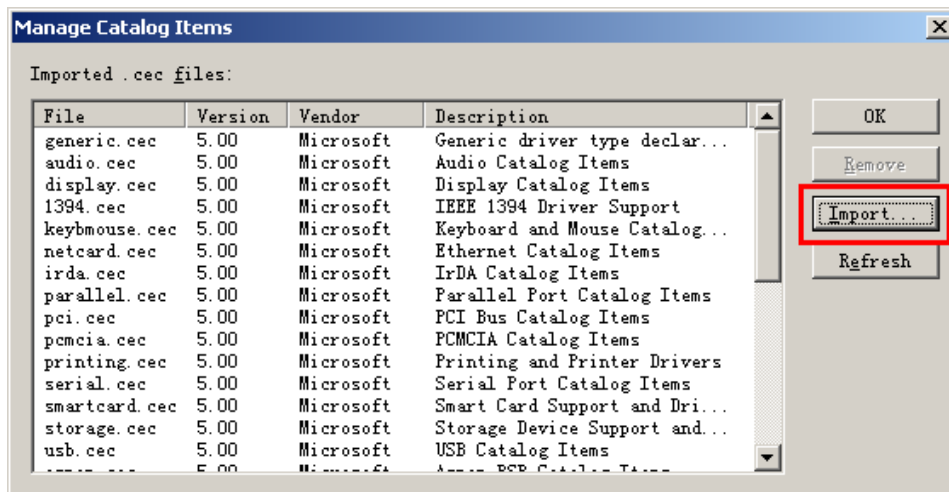 Manage Catalog Items
Imported .cec files:
File Version Vendor Description
generic.cec 5.00 Microsoft Generic driver type declar...
audio.cec 5.00 Microsoft Audio Catalog Items
display.cec 5.00 Microsoft Display Catalog Items
1394.cec 5.00 Microsoft IEEE 1394 Driver Support
keybmouse.cec 5.00 Microsoft Keyboard and Mouse Catalog...
netcard.cec 5.00 Microsoft Ethernet Catalog Items
irda.cec 5.00 Microsoft IrDA Catalog Items
parallel.cec 5.00 Microsoft Parallel Port Catalog Items
pci.cec 5.00 Microsoft PCI Bus Catalog Items
pcmcia.cec 5.00 Microsoft PCMCIA Catalog Items
printing.cec 5.00 Microsoft Printing and Printer Drivers
serial.cec 5.00 Microsoft Serial Port Catalog Items
smartcard.cec 5.00 Microsoft Smart Card Support and Dri...
storage.cec 5.00 Microsoft Storage Device Support and...
usb.cec 5.00 Microsoft USB Catalog Items
5.00 Microsoft BSP Catalog Items
OK
Remove
Import...
Refresh